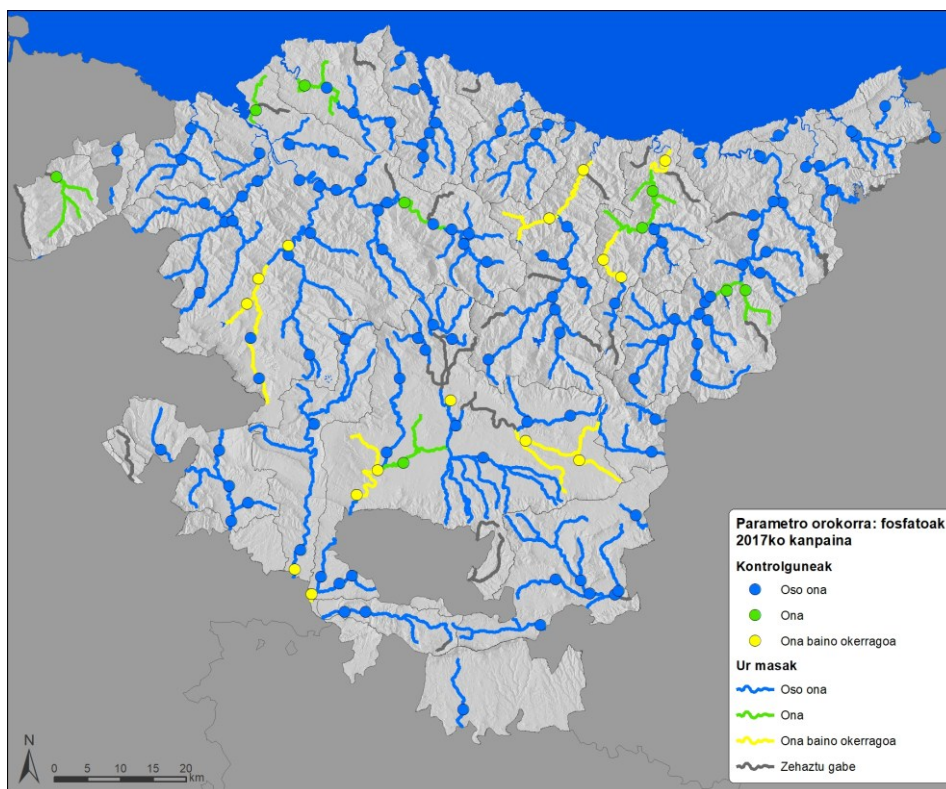 Parametro orokorra: fosfatoak
2017ko kanpaina
Kontrolguneak
Oso ona
Ona
Ona baino okerragoa
Ur masak
Oso ona
Ona
Ona baino okerragoa
Zehaztu gabe
N
0 5 10 15 20
km